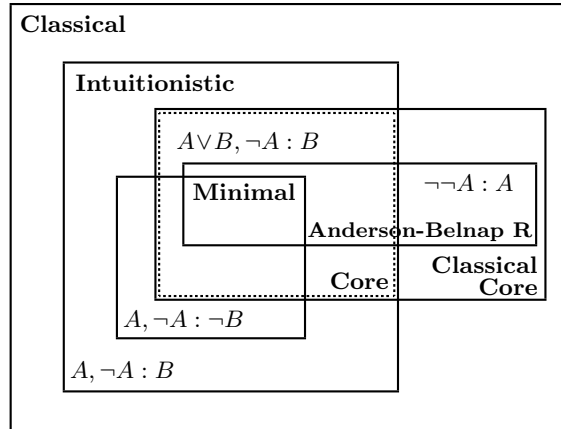 Classical
Intuitionistic
A∨B, ¬A : B
¬¬A : A
Minimal
Anderson-Belnap R
Classical
Core
Core
A, ¬A : ¬B
A, ¬A : B